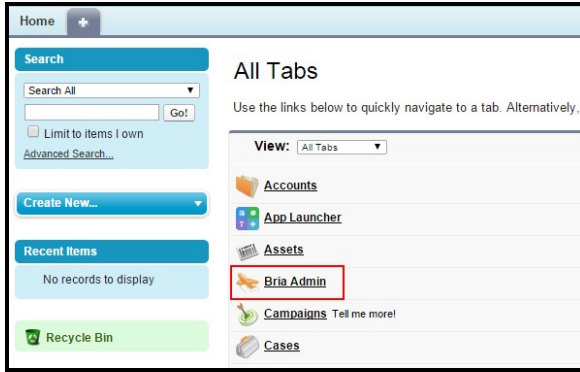 Home
Search
Search All
Go!
Limit to items I own
Advanced Search...
Create New...
Recent Items
No records to display
Recycle Bin
All Tabs
Use the links below to quickly navigate to a tab. Alternatively,
View: All Tabs
Accounts
App Launcher
Assets
Bria Admin
Campaigns Tell me more!
Cases